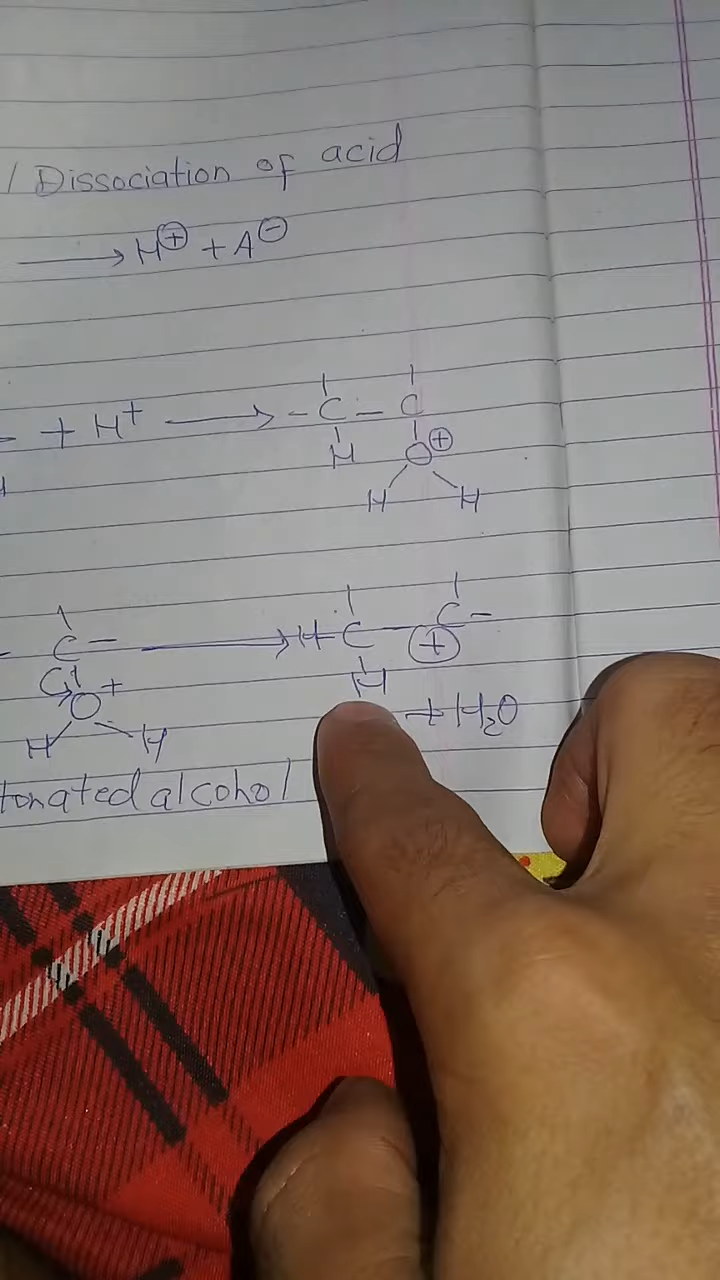 / Dissociation of acid
⟶ H⊕ + A⊖
+ H⁺ ⟶ - C - C
H O⊕
H H
C - ⟶ H - C - C -
O + H ⊕
H H + H₂O
tonated alcohol